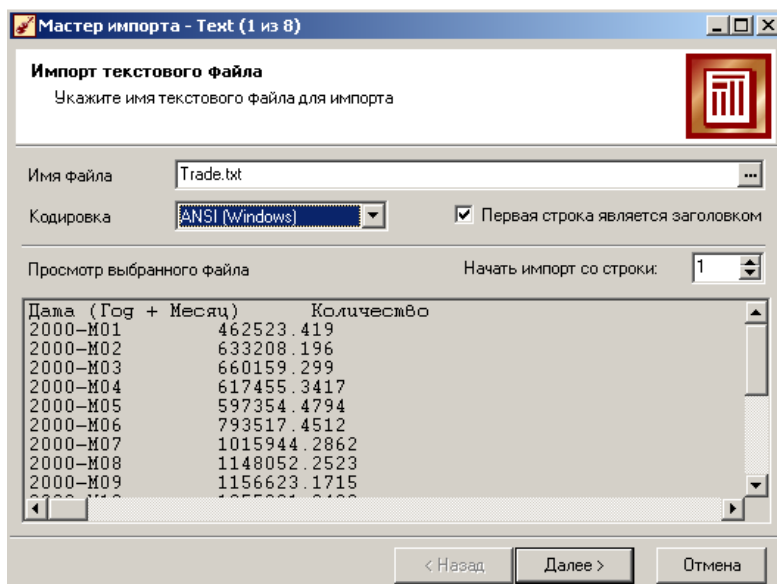 Мастер импорта - Text (1 из 8)
Импорт текстового файла
Укажите имя текстового файла для импорта
Имя файла Trade.txt ...
Кодировка ANSI (Windows) Первая строка является заголовком
Просмотр выбранного файла Начать импорт со строки: 1
Дата (Год + Месяц) Количество
2000-M01 462523.419
2000-M02 633208.196
2000-M03 660159.299
2000-M04 617455.3417
2000-M05 597354.4794
2000-M06 793517.4512
2000-M07 1015944.2862
2000-M08 1148052.2523
2000-M09 1156623.1715
< Назад Далее > Отмена